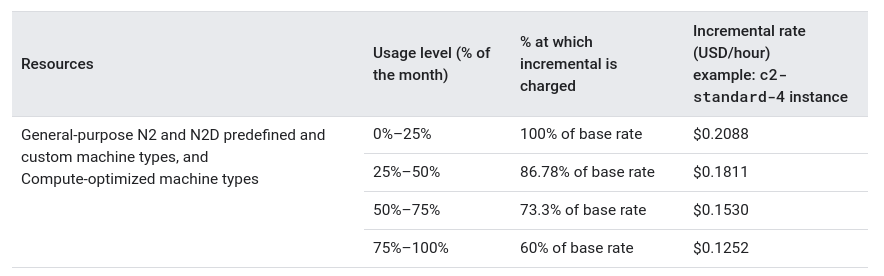 Resources
Usage level (% of
the month)
% at which
incremental is
charged
Incremental rate
(USD/hour)
example: c2-
standard-4 instance
General-purpose N2 and N2D predefined and
custom machine types, and
Compute-optimized machine types
0%–25%
100% of base rate
$0.2088
25%–50%
86.78% of base rate
$0.1811
50%–75%
73.3% of base rate
$0.1530
75%–100%
60% of base rate
$0.1252